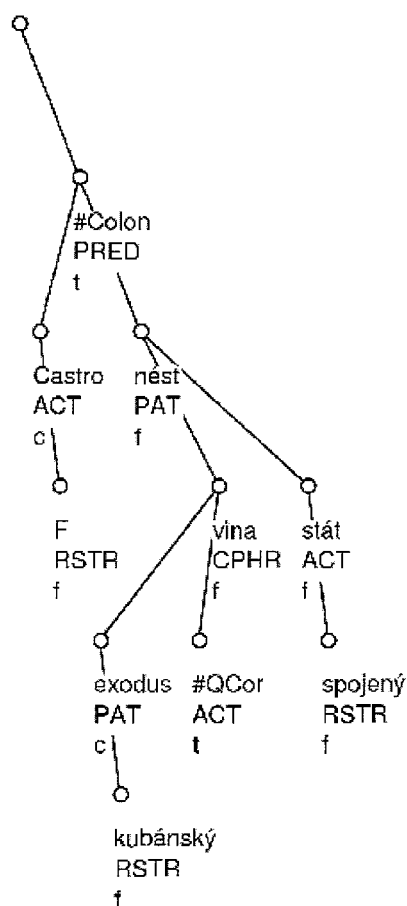 #Colon
PRED
t
Castro
ACT
c
nést
PAT
f
F
RSTR
f
vina
CPHR
f
stát
ACT
f
exodus
PAT
c
#QCor
ACT
t
spojený
RSTR
f
kubánský
RSTR
f